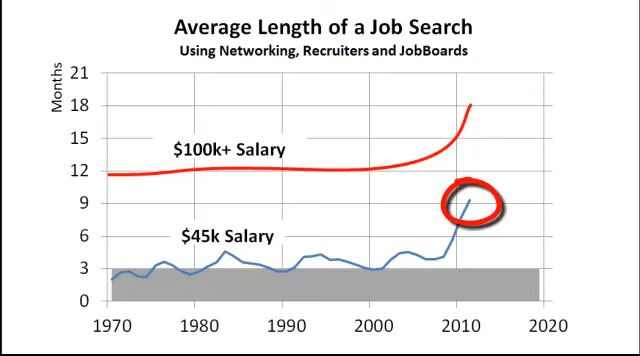 Average Length of a Job Search
Using Networking, Recruiters and JobBoards
Months
21
18
15
$100k+ Salary
12
9
6
$45k Salary
3
0
1970 1980 1990 2000 2010 2020